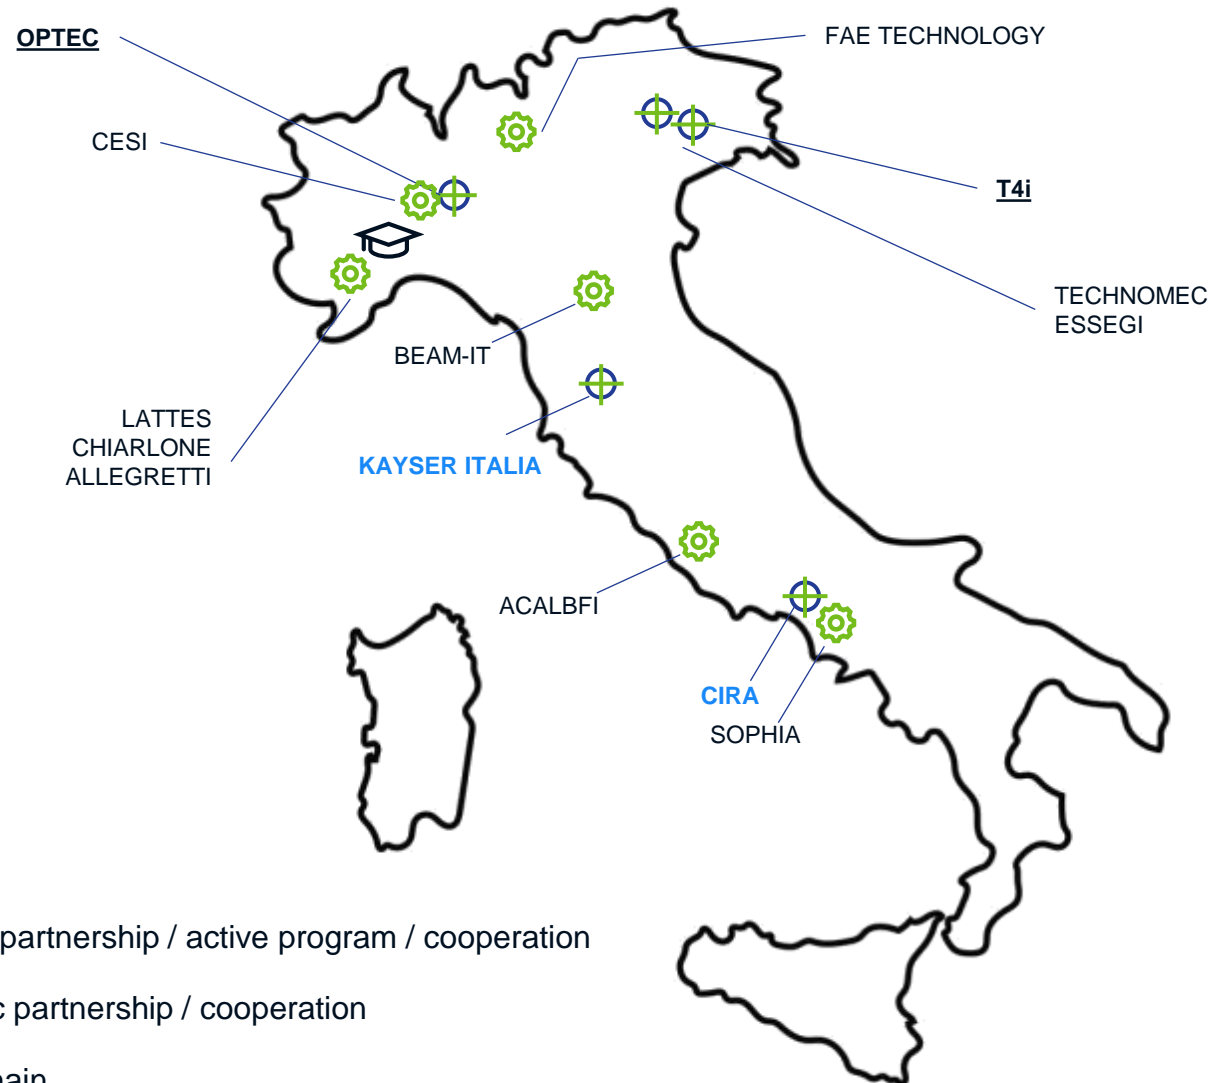 OPTEC
FAE TECHNOLOGY
CESI
T4i
TECHNOMEC
ESSEGI
BEAM-IT
LATTES
CHIARLONE
ALLEGRETTI
KAYSER ITALIA
ACALBFI
CIRA
SOPHIA
partnership / active program / cooperation
partnership / cooperation